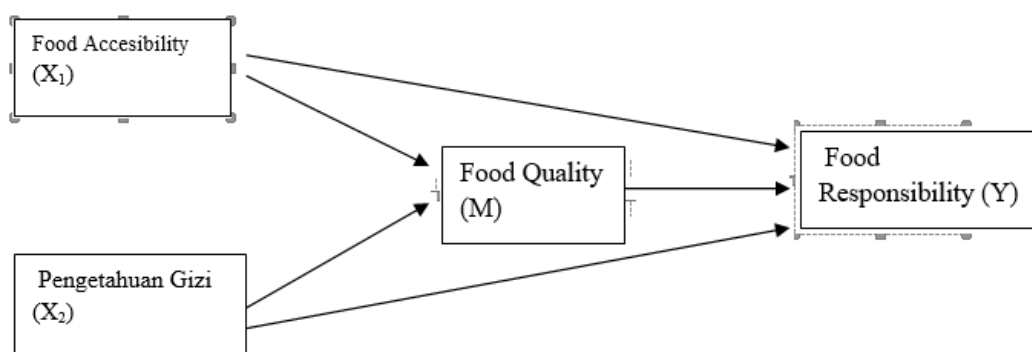 Food Accesibility
(X₁)
Food Quality
(M)
Food
Responsibility (Y)
Pengetahuan Gizi
(X₂)